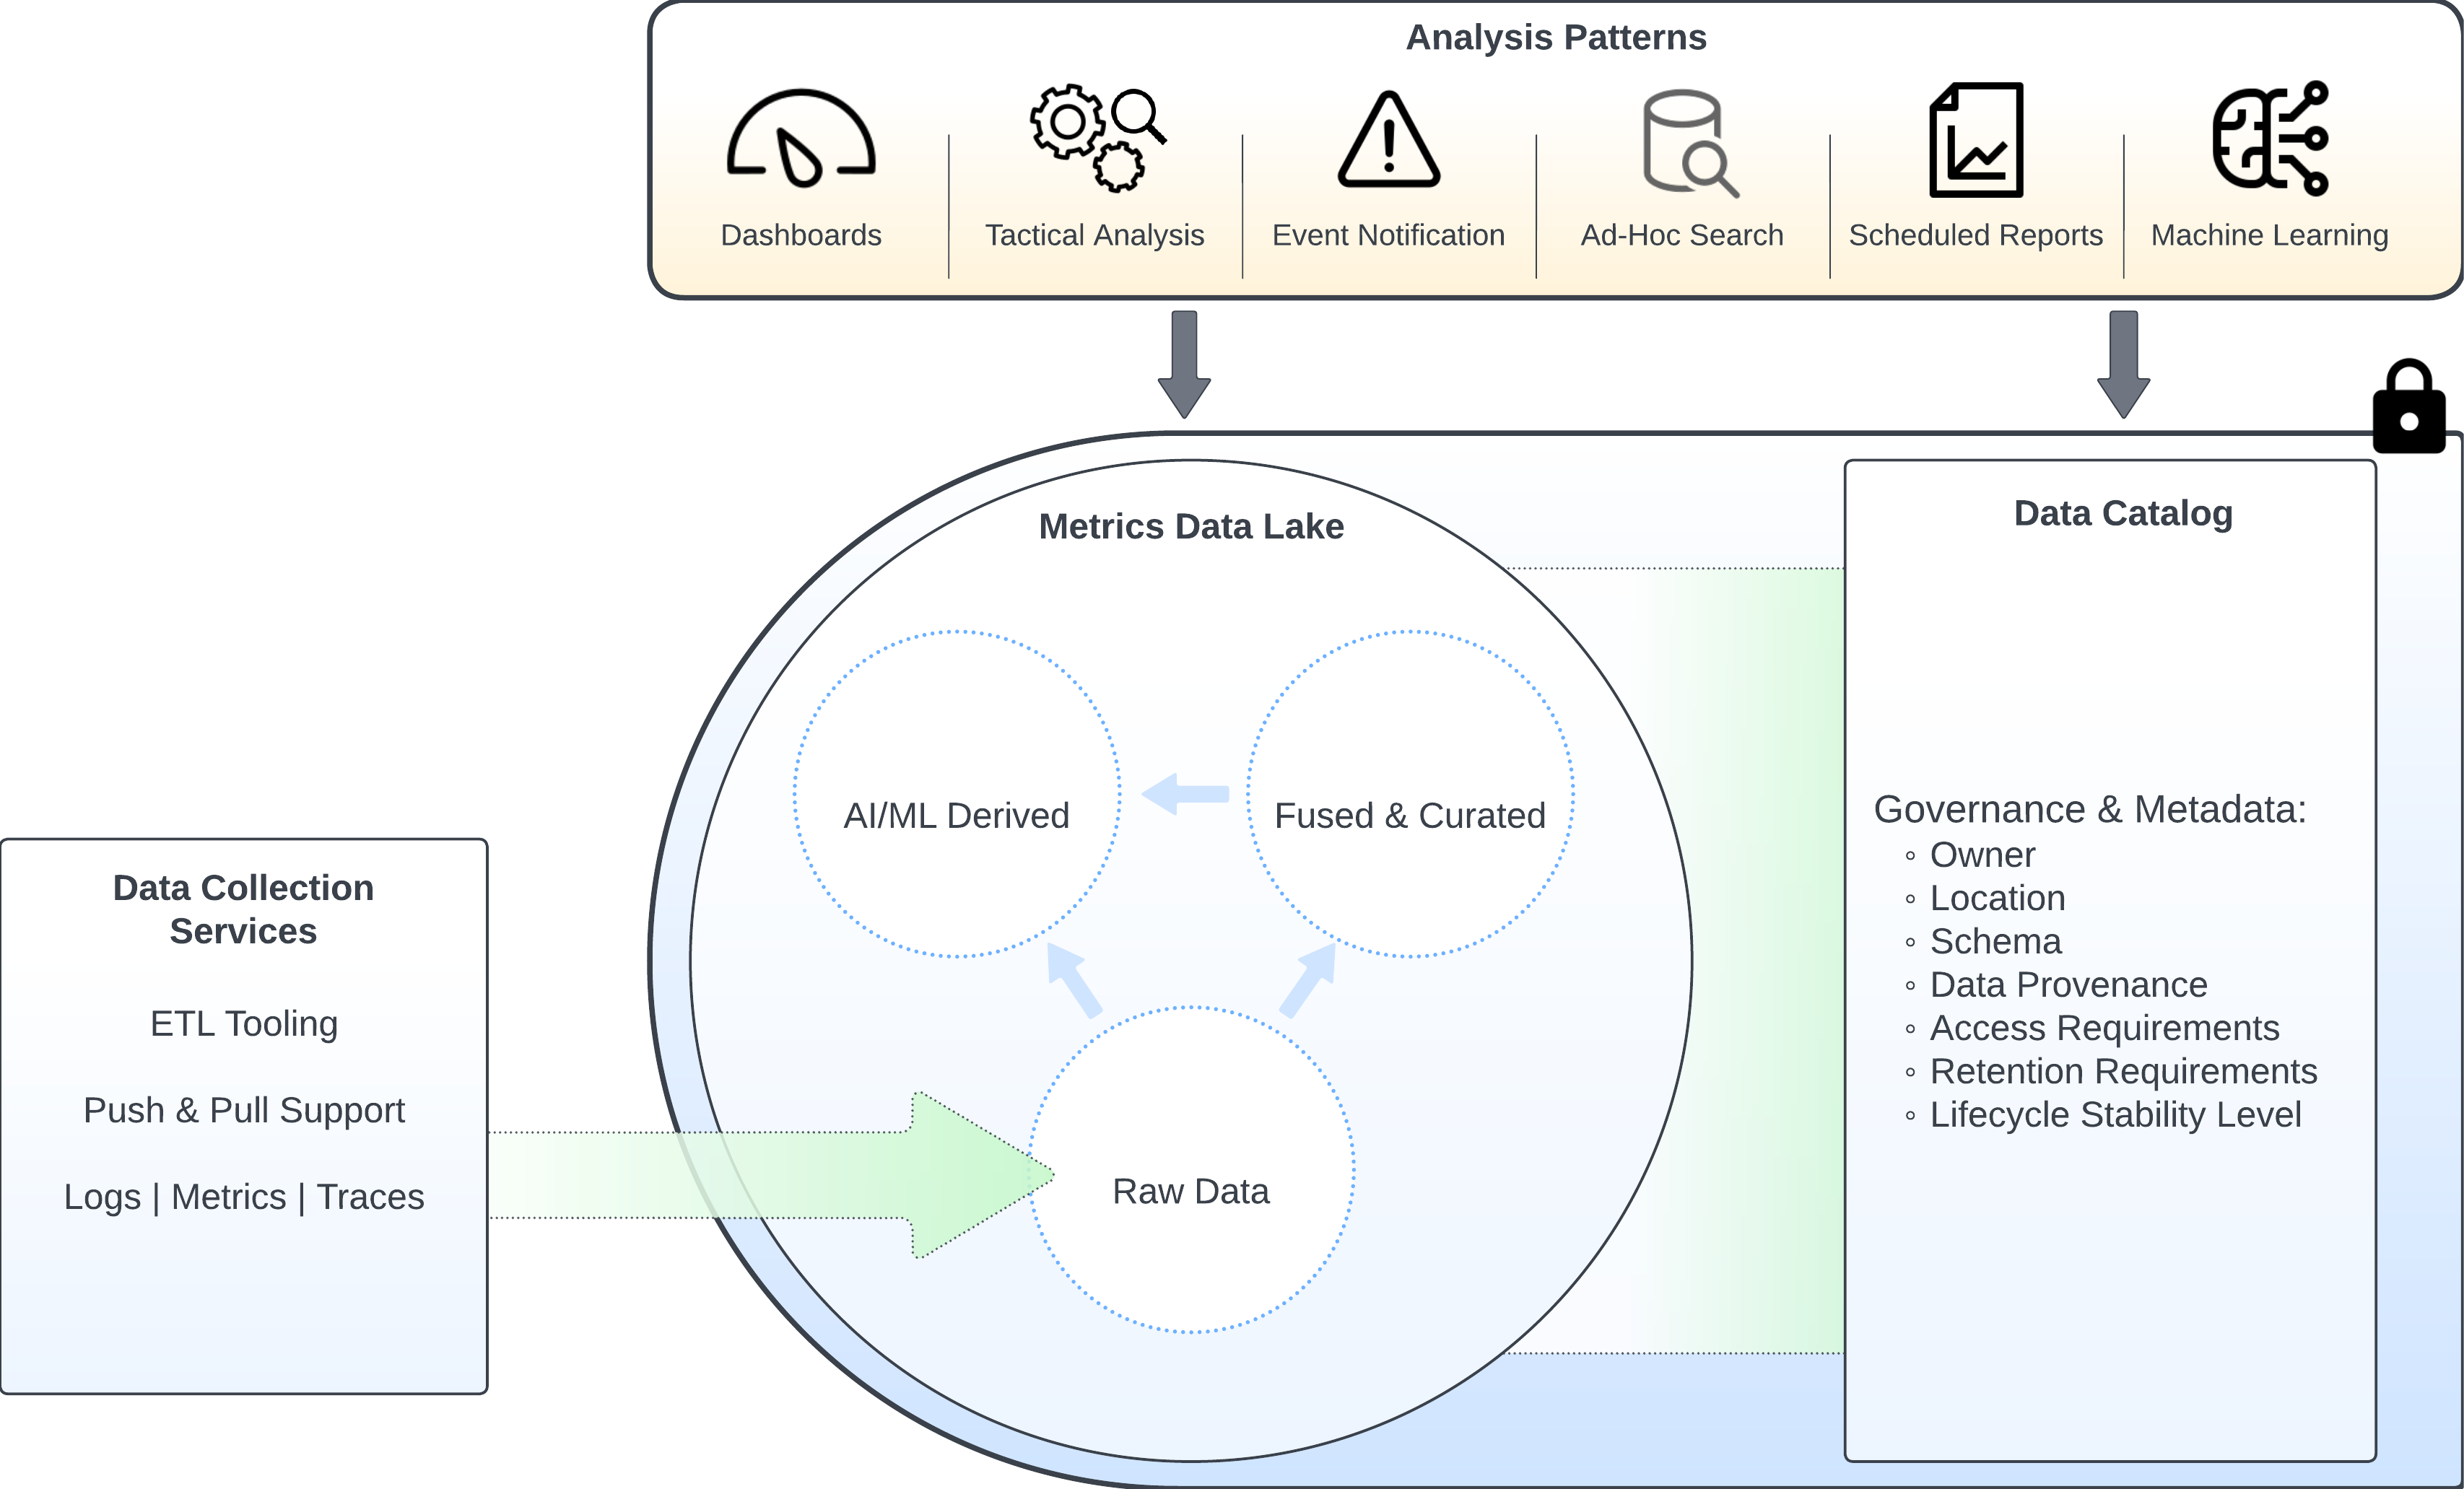 Analysis Patterns
Dashboards
Tactical Analysis
Event Notification
Ad-Hoc Search
Scheduled Reports
Machine Learning
Metrics Data Lake
AI/ML Derived
Fused & Curated
Raw Data
Data Catalog
Governance & Metadata:
◦ Owner
◦ Location
◦ Schema
◦ Data Provenance
◦ Access Requirements
◦ Retention Requirements
◦ Lifecycle Stability Level
Data Collection
Services
ETL Tooling
Push & Pull Support
Logs | Metrics | Traces